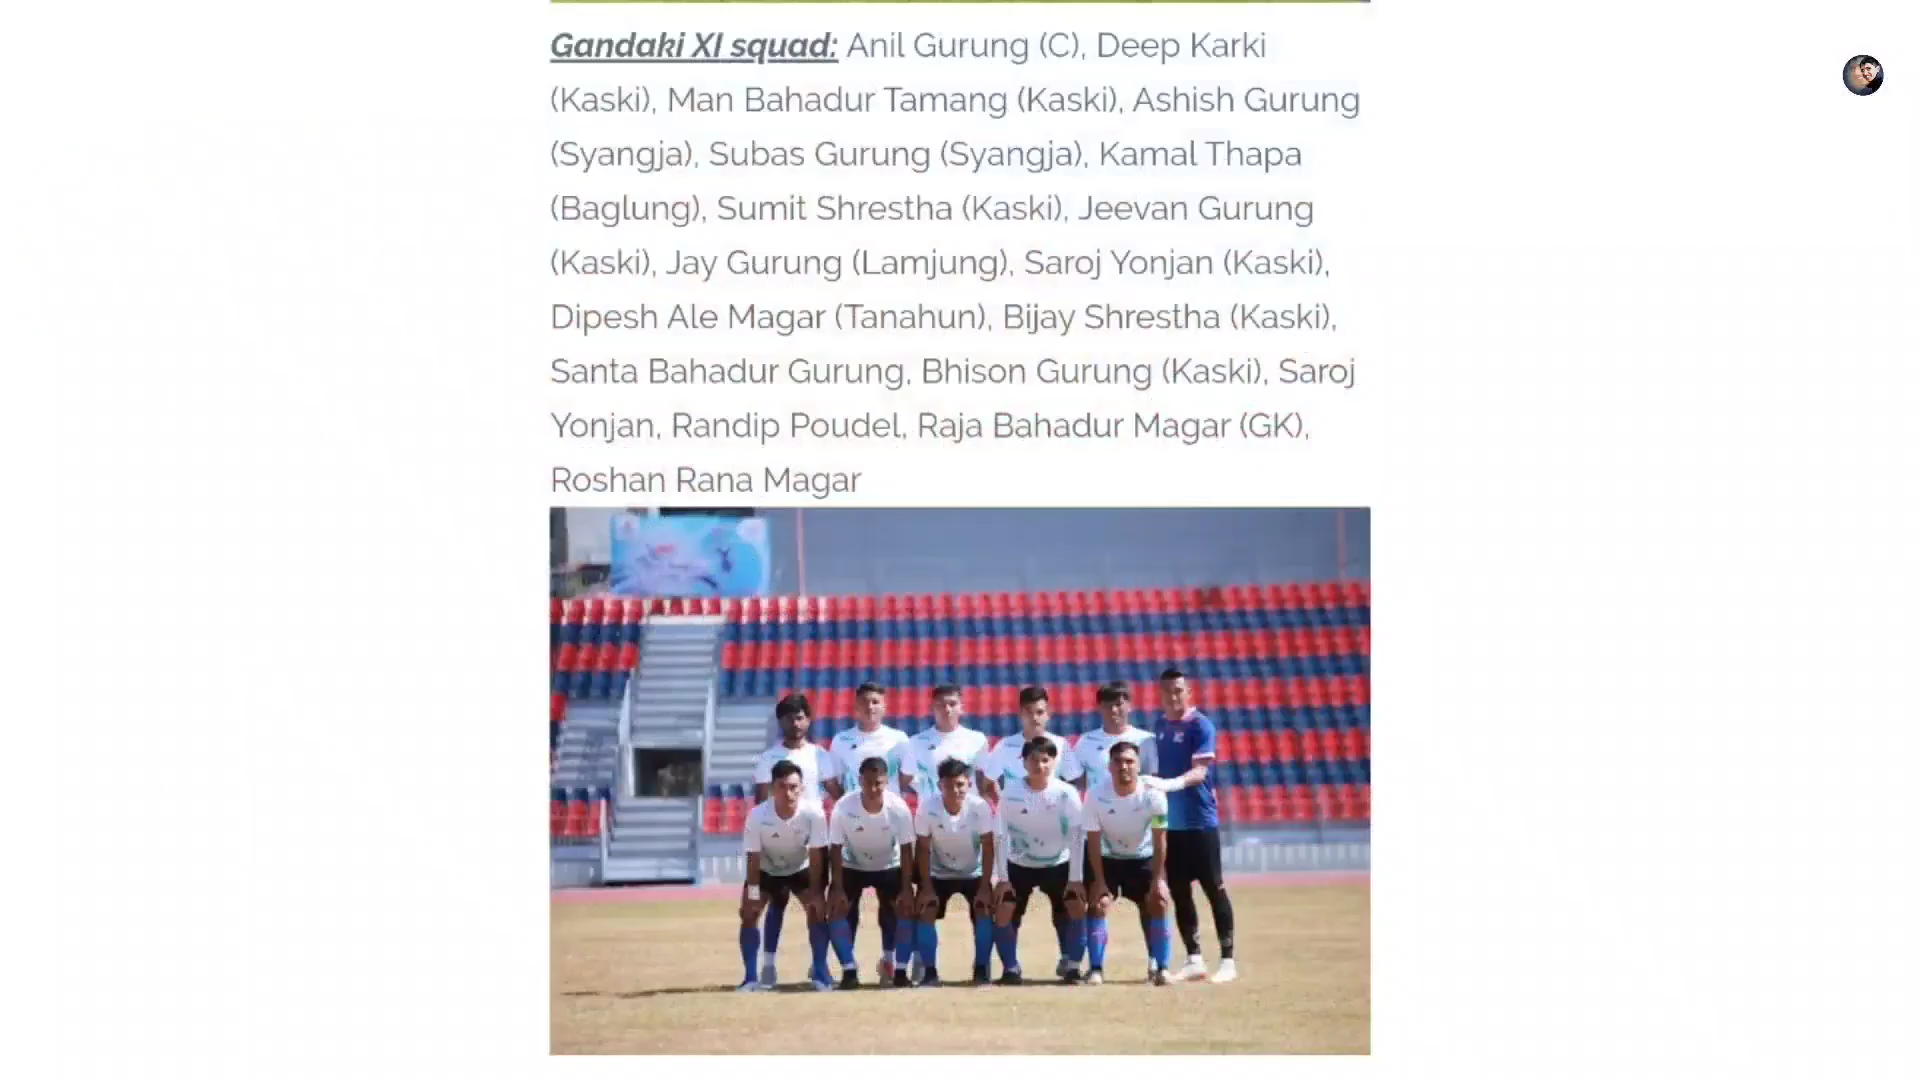 Gandaki XI squad: Anil Gurung (C), Deep Karki
(Kaski), Man Bahadur Tamang (Kaski), Ashish Gurung
(Syangja), Subas Gurung (Syangja), Kamal Thapa
(Baglung), Sumit Shrestha (Kaski), Jeevan Gurung
(Kaski), Jay Gurung (Lamjung), Saroj Yonjan (Kaski),
Dipesh Ale Magar (Tanahun), Bijay Shrestha (Kaski),
Santa Bahadur Gurung, Bhison Gurung (Kaski), Saroj
Yonjan, Randip Poudel, Raja Bahadur Magar (GK),
Roshan Rana Magar